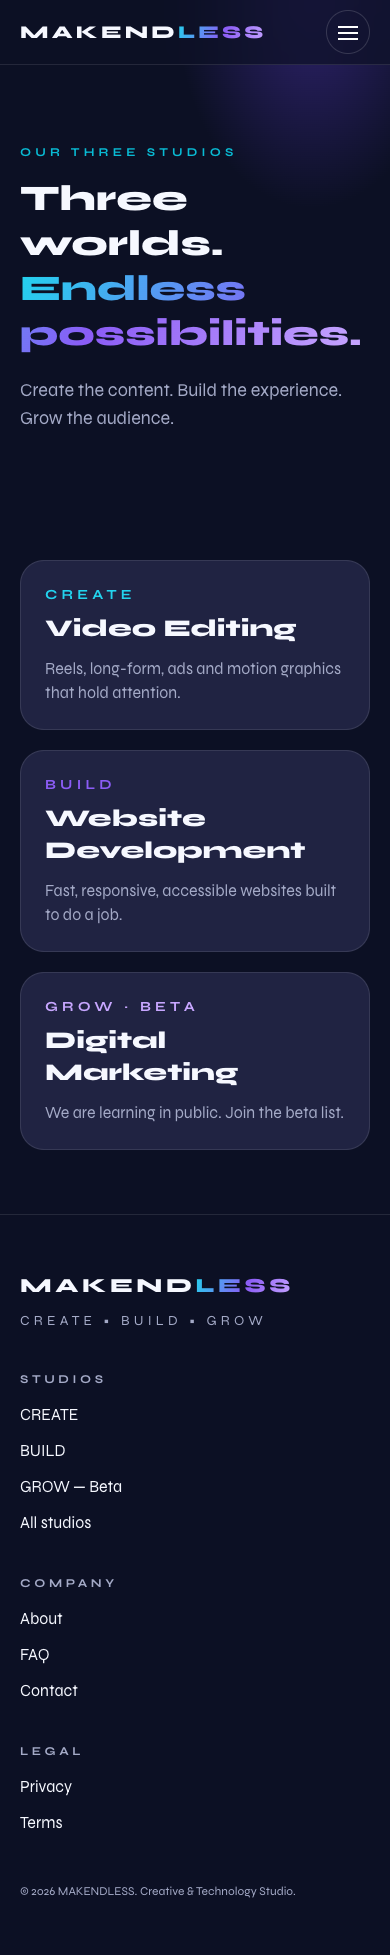 MAKENDLESS
OUR THREE STUDIOS
Three
worlds.
Endless
possibilities.
Create the content. Build the experience.
Grow the audience.
CREATE
Video Editing
Reels, long-form, ads and motion graphics
that hold attention.
BUILD
Website
Development
Fast, responsive, accessible websites built
to do a job.
GROW · BETA
Digital
Marketing
We are learning in public. Join the beta list.
MAKENDLESS
CREATE ▪ BUILD ▪ GROW
STUDIOS
CREATE
BUILD
GROW — Beta
All studios
COMPANY
About
FAQ
Contact
LEGAL
Privacy
Terms
© 2026 MAKENDLESS. Creative & Technology Studio.